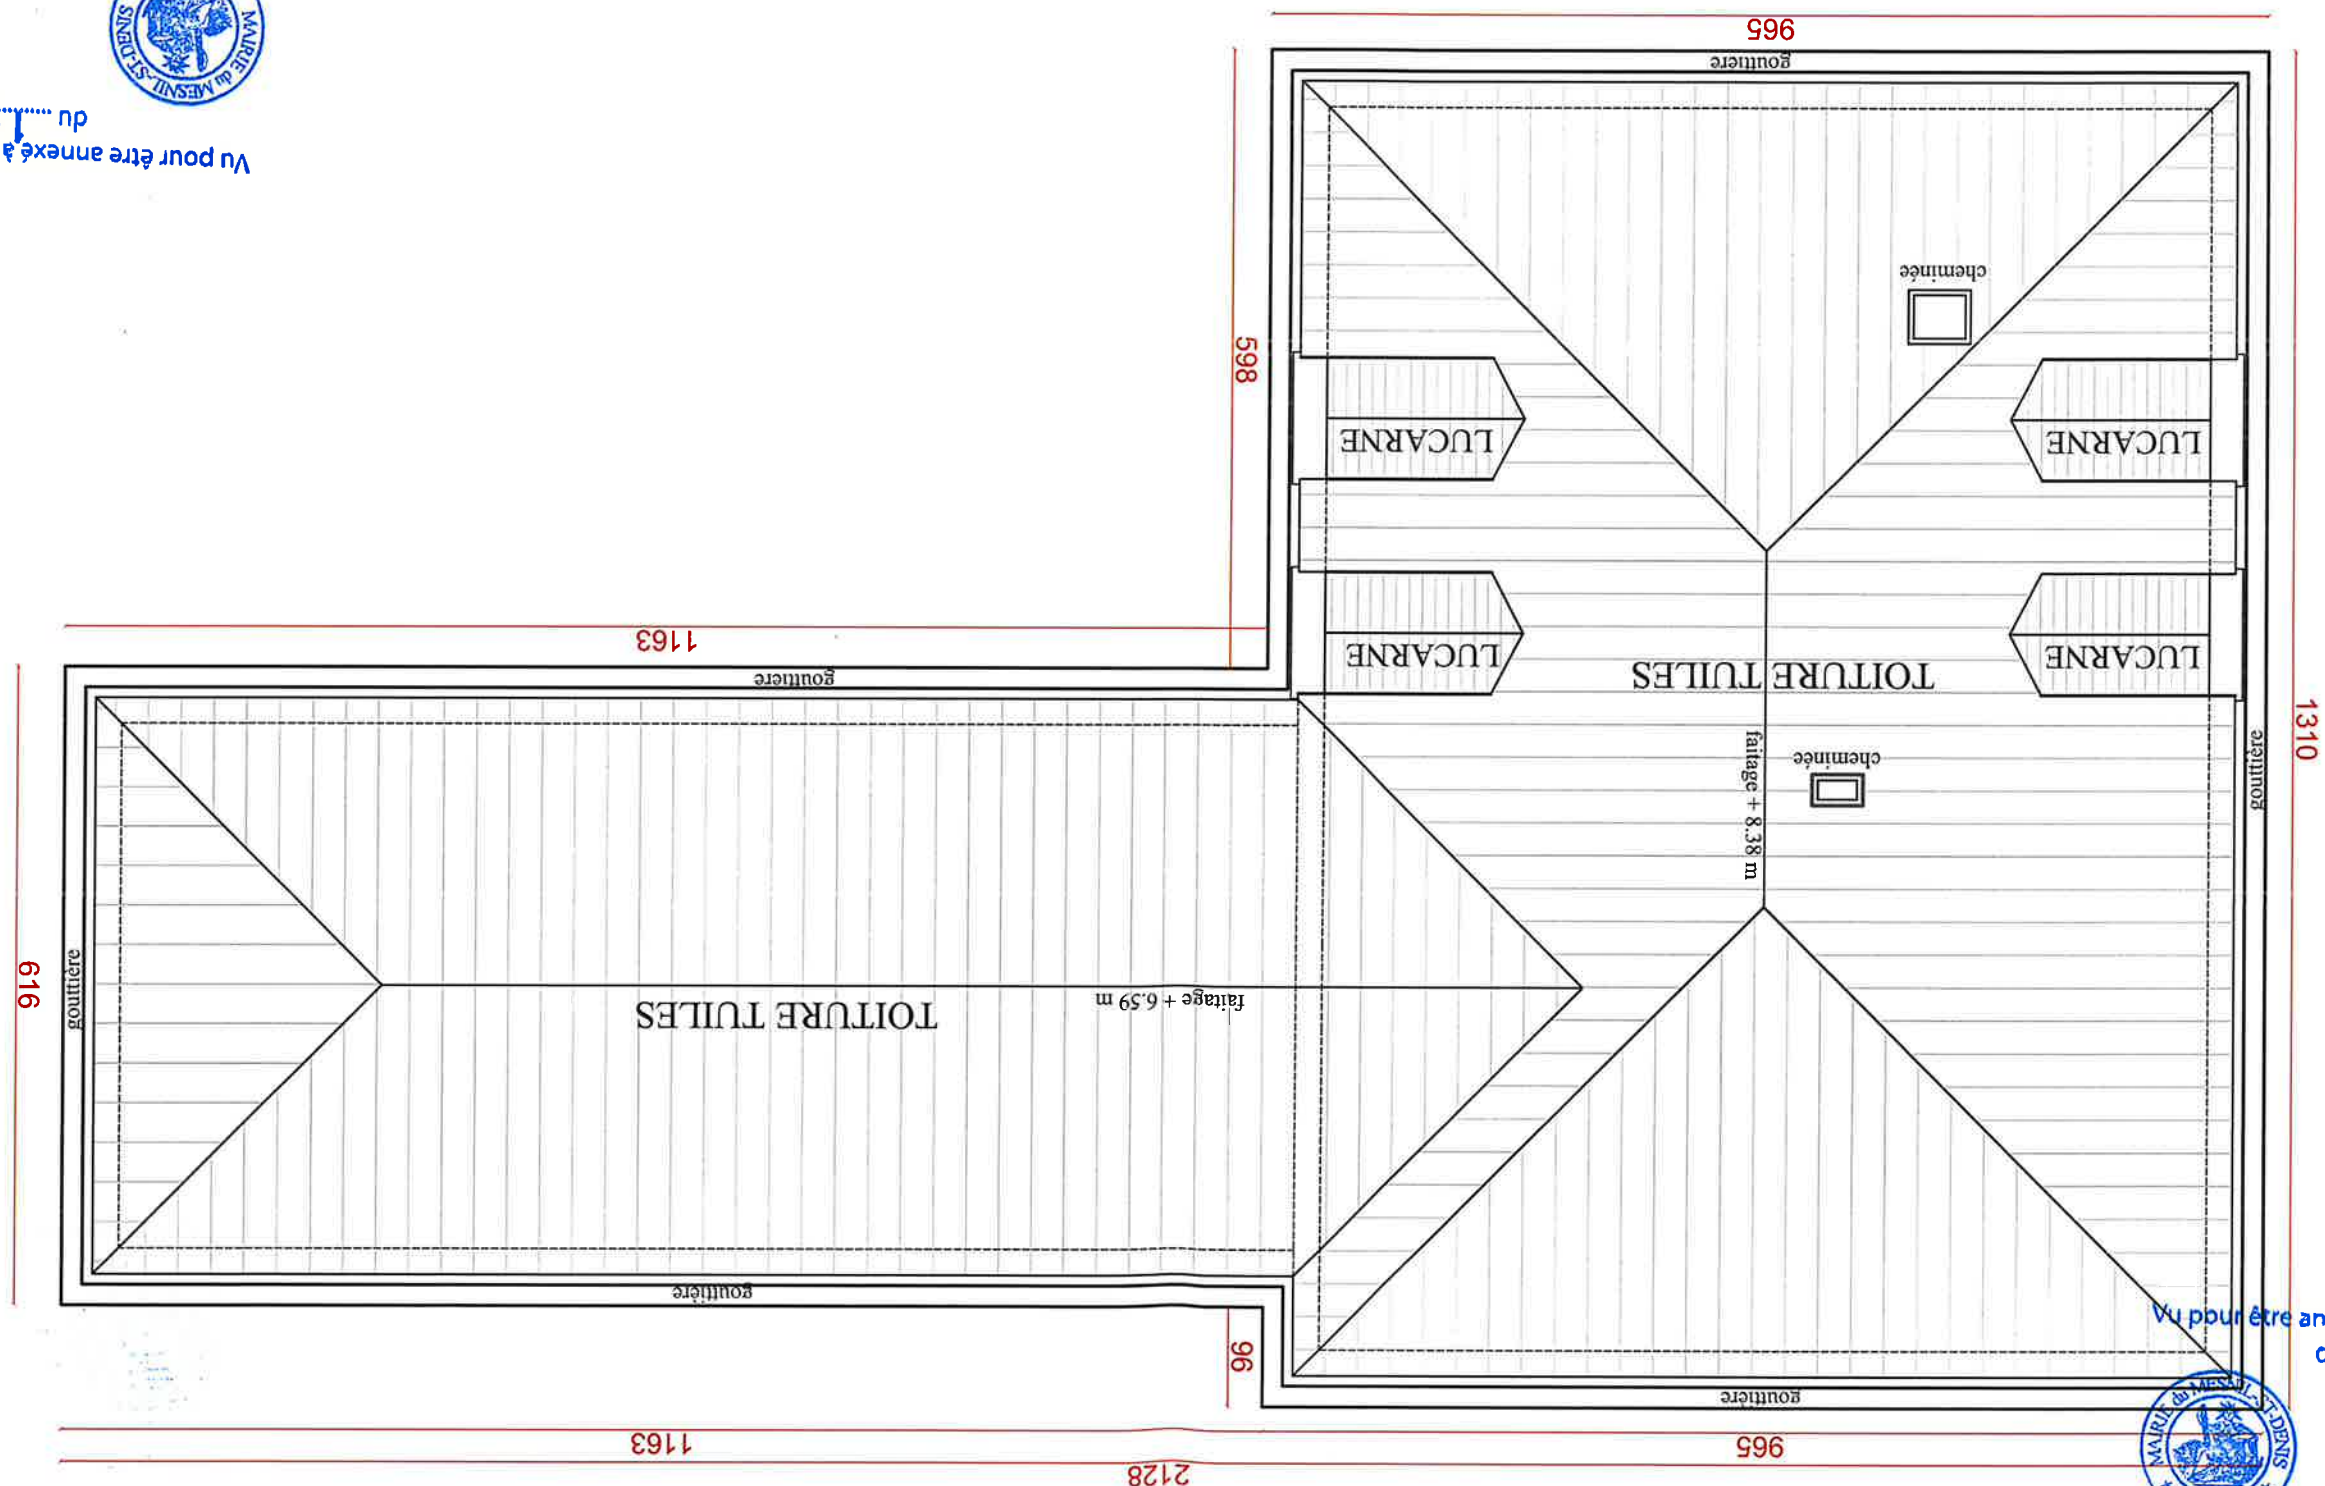 2128
965
1163
gouttière
96
gouttière
616
gouttière
faitage + 6.59 m
TOITURE TUILES
faitage + 8.38 m
cheminée
gouttière
1310
TOITURE TUILES
LUCARNE
LUCARNE
gouttière
1163
LUCARNE
LUCARNE
598
cheminée
gouttière
965
Vu pour être annexé à
du
MAIRIE du MESNIL-ST-DENIS
Vu pour être an
MAIRIE du MESNIL-ST-DENIS